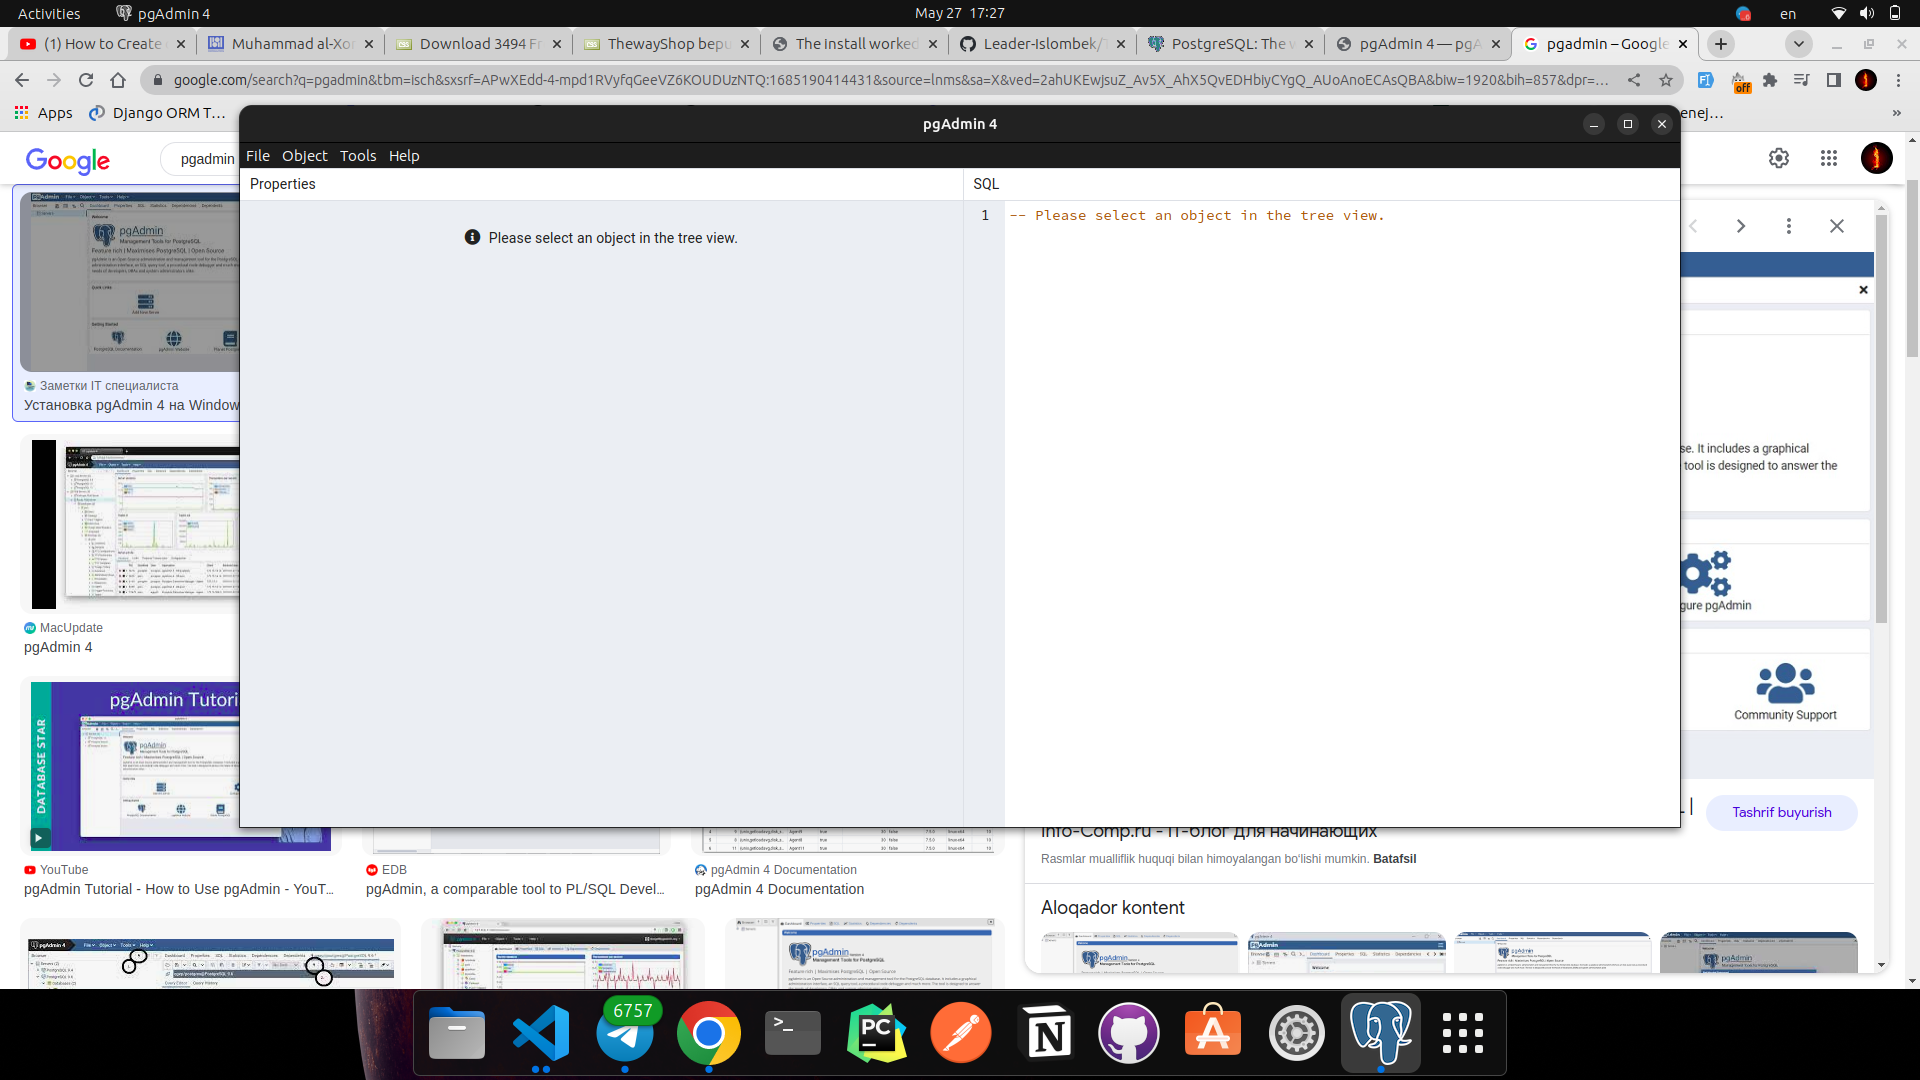 Activities
pgAdmin 4
May 27 17:27
en
(1) How to Create
Muhammad al-Xor
Download 3494 Fr
ThewayShop bepu
The install worked
Leader-Islombek/T
PostgreSQL: The w
pgAdmin 4 — pgA
pgadmin – Google
google.com/search?q=pgadmin&tbm=isch&sxsrf=APwXEdd-4-mpd1RVyfqGeeVZ6KOUDUzNTQ:1685190414431&source=lnms&sa=X&ved=2ahUKEwjsuZ_Av5X_AhX5QvEDHbiyCYgQ_AUoAnoECAsQBA&biw=1920&bih=857&dpr=...
off
Apps
Django ORM T...
enej...
»
Google
pgadmin
pgAdmin 4
File Object Tools Help
Properties
SQL
Please select an object in the tree view.
1
-- Please select an object in the tree view.
Заметки IT специалиста
Установка pgAdmin 4 на Window
MacUpdate
pgAdmin 4
pgAdmin Tutori
DATABASE STAR
YouTube
pgAdmin Tutorial - How to Use pgAdmin - YouT...
EDB
pgAdmin, a comparable tool to PL/SQL Devel...
pgAdmin 4 Documentation
pgAdmin 4 Documentation
se. It includes a graphical
tool is designed to answer the
gure pgAdmin
Community Support
Tashrif buyurish
Info-Comp.ru - IT-блог для начинающих
Rasmlar mualliflik huquqi bilan himoyalangan boʻlishi mumkin. Batafsil
Aloqador kontent
6757
PC